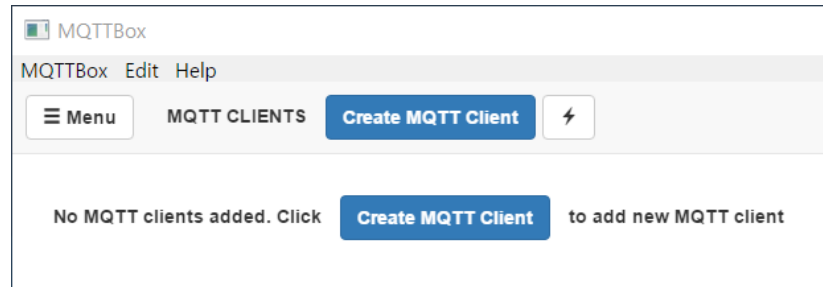 MQTTBox
MQTTBox Edit Help
Menu MQTT CLIENTS Create MQTT Client
No MQTT clients added. Click Create MQTT Client to add new MQTT client